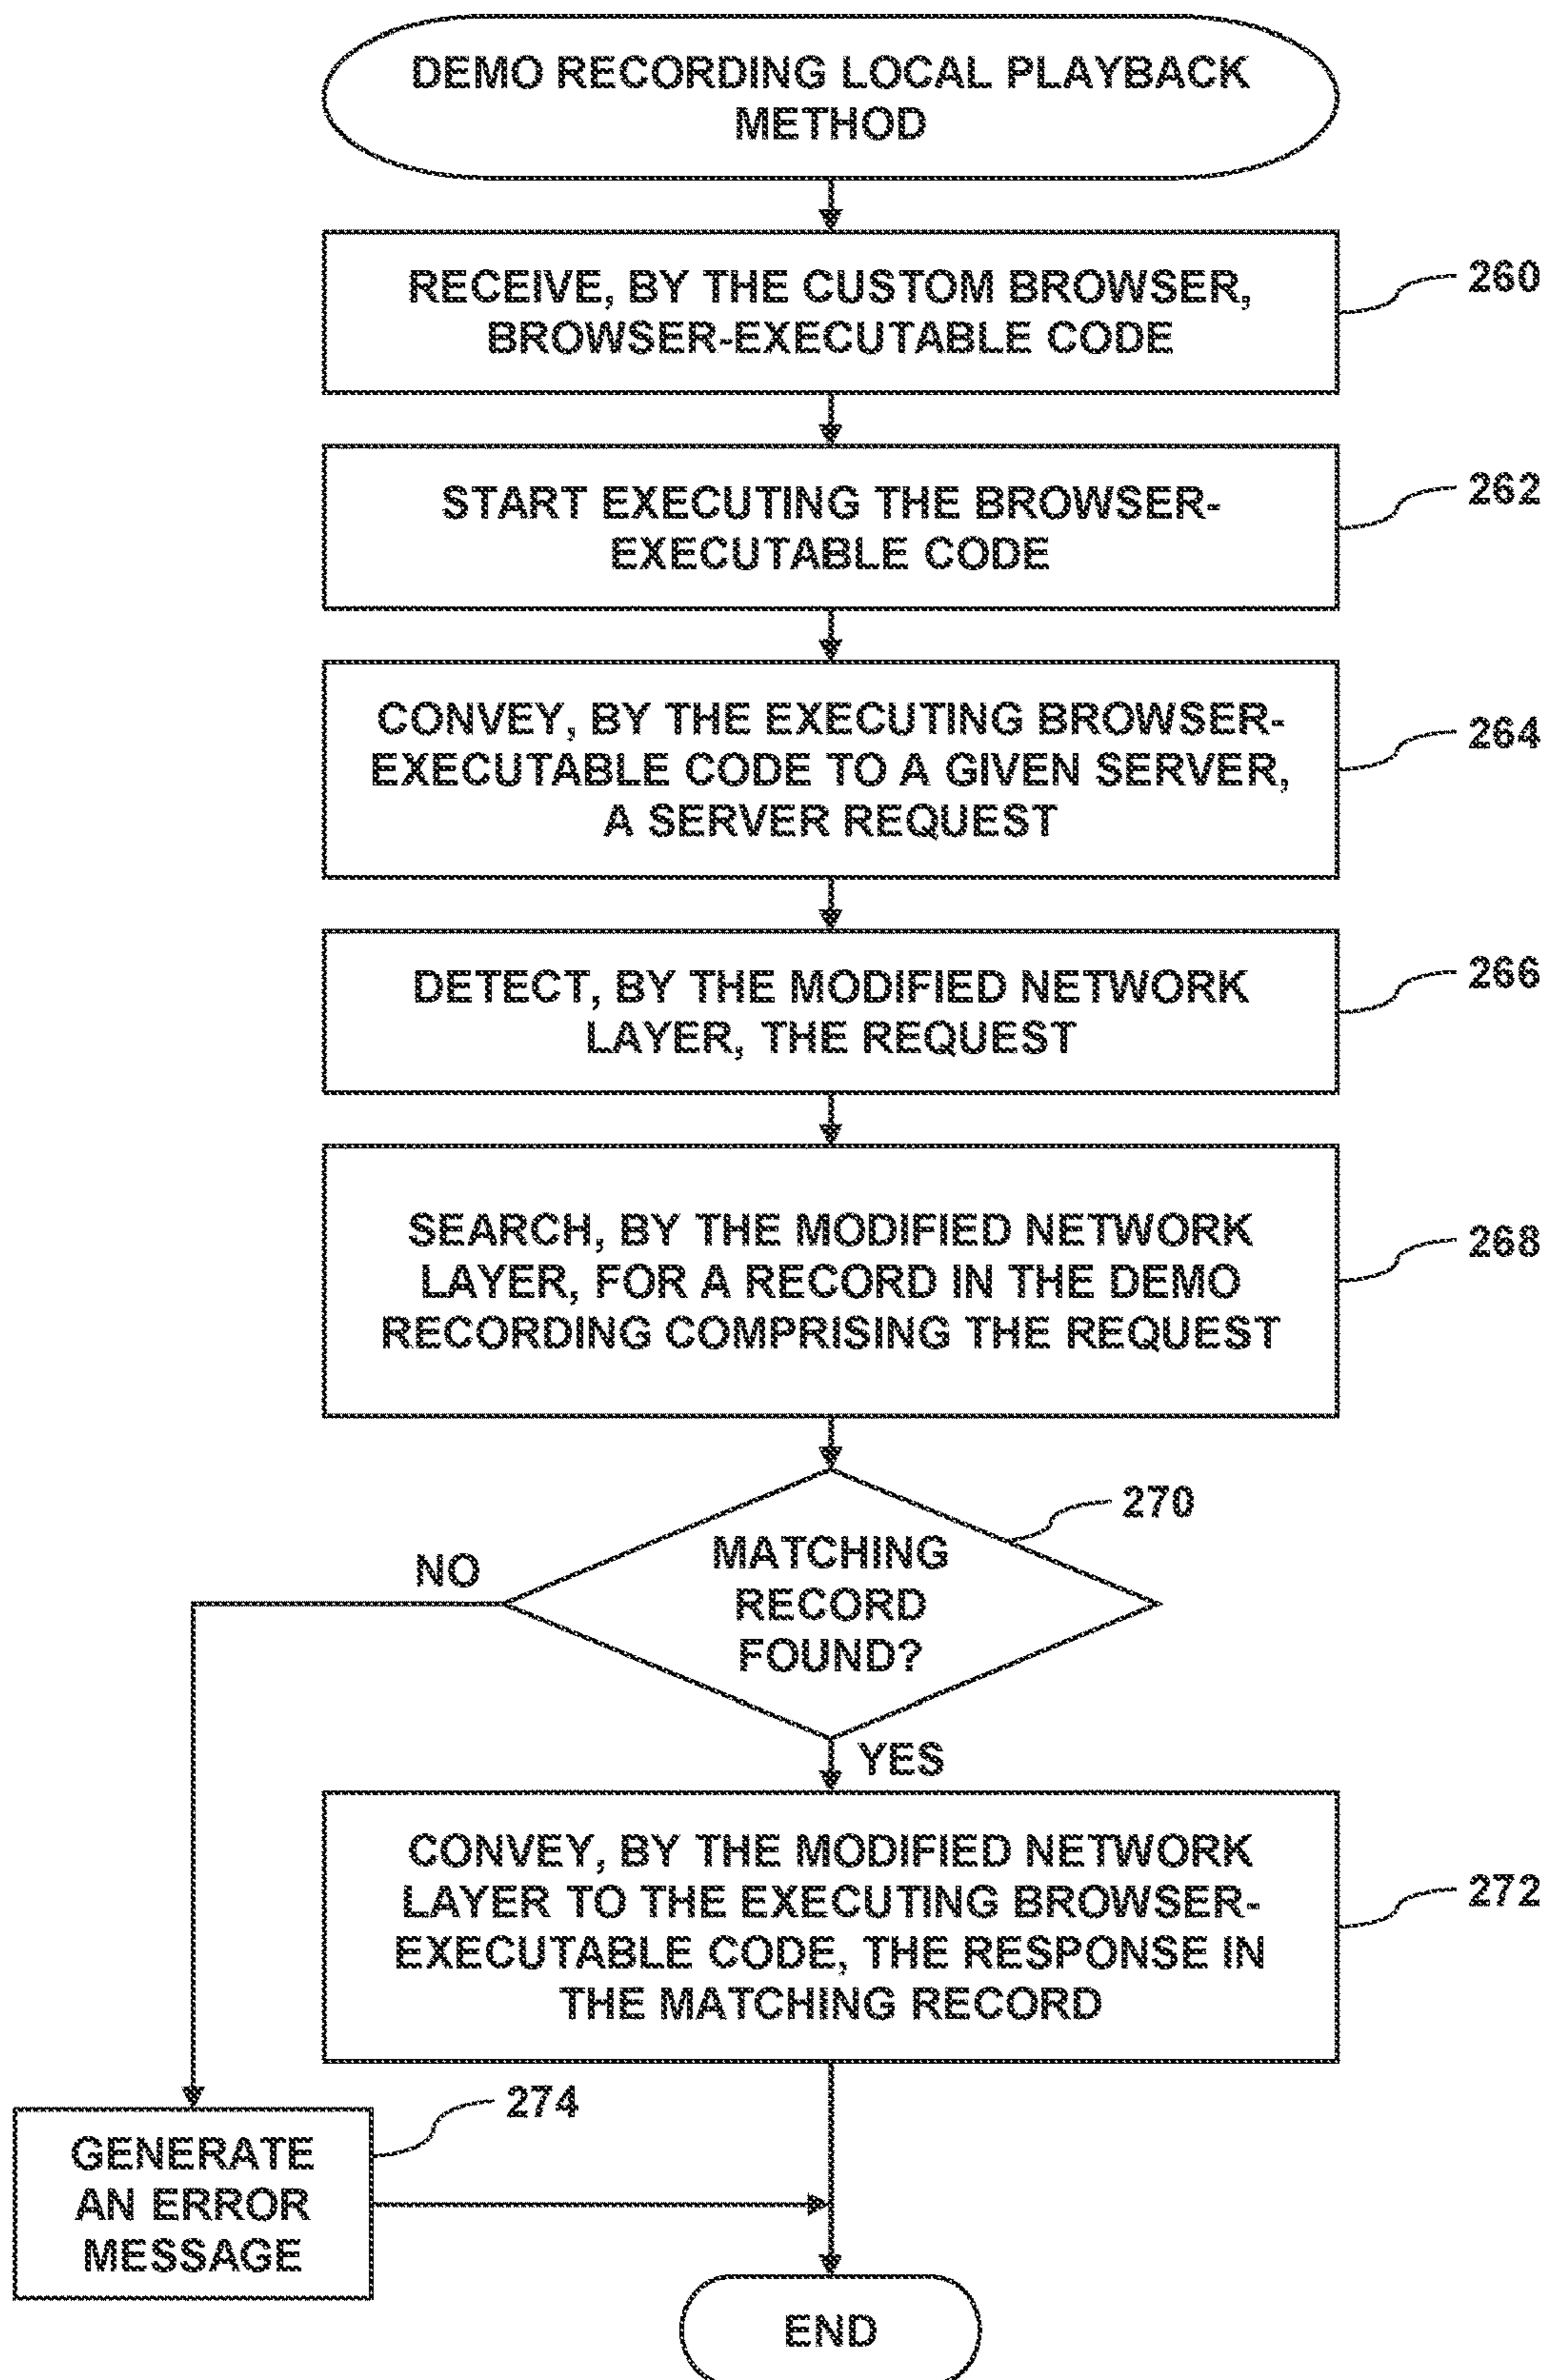 DEMO RECORDING LOCAL PLAYBACK
METHOD
RECEIVE, BY THE CUSTOM BROWSER,
BROWSER-EXECUTABLE CODE
260
START EXECUTING THE BROWSER-
EXECUTABLE CODE
262
CONVEY, BY THE EXECUTING BROWSER-
EXECUTABLE CODE TO A GIVEN SERVER,
A SERVER REQUEST
264
DETECT, BY THE MODIFIED NETWORK
LAYER, THE REQUEST
266
SEARCH, BY THE MODIFIED NETWORK
LAYER, FOR A RECORD IN THE DEMO
RECORDING COMPRISING THE REQUEST
268
270
MATCHING
RECORD
FOUND?
NO
YES
CONVEY, BY THE MODIFIED NETWORK
LAYER TO THE EXECUTING BROWSER-
EXECUTABLE CODE, THE RESPONSE IN
THE MATCHING RECORD
272
274
GENERATE
AN ERROR
MESSAGE
END